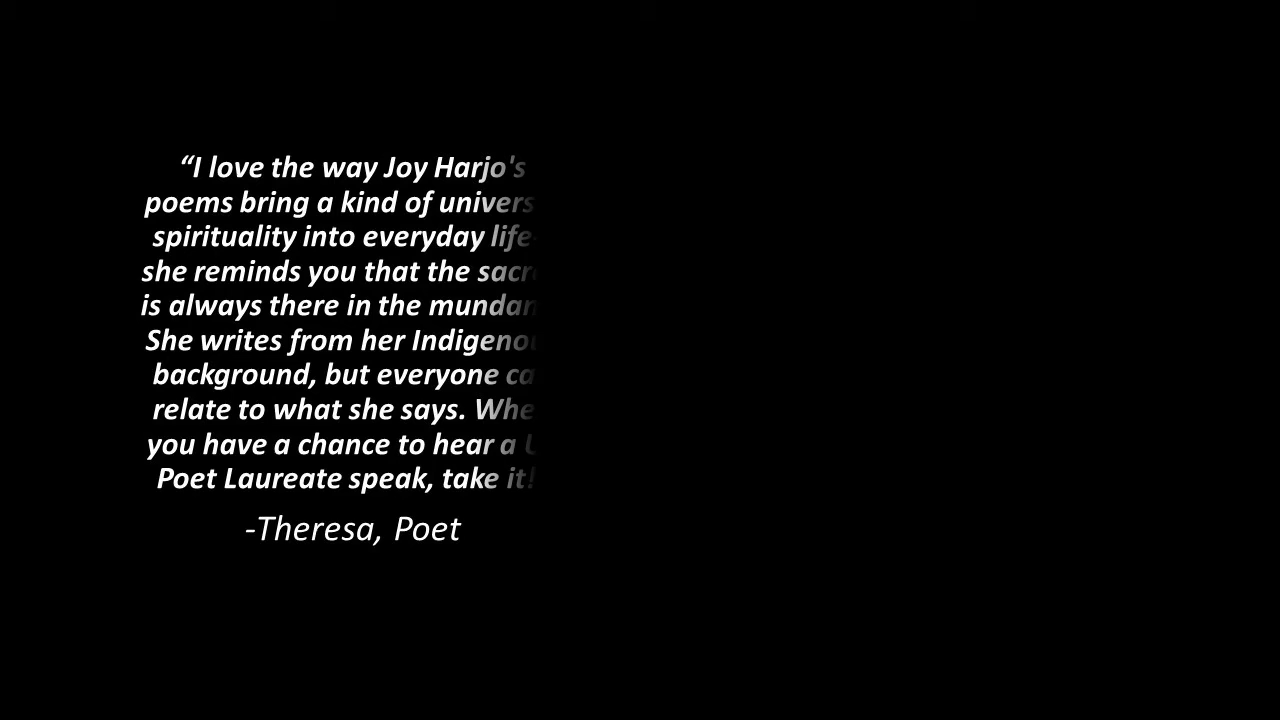 “I love the way Joy Harjo's
poems bring a kind of univers
spirituality into everyday life-
she reminds you that the sacre
is always there in the mundan
She writes from her Indigenou
background, but everyone ca
relate to what she says. Whe
you have a chance to hear a U
Poet Laureate speak, take it!
-Theresa, Poet